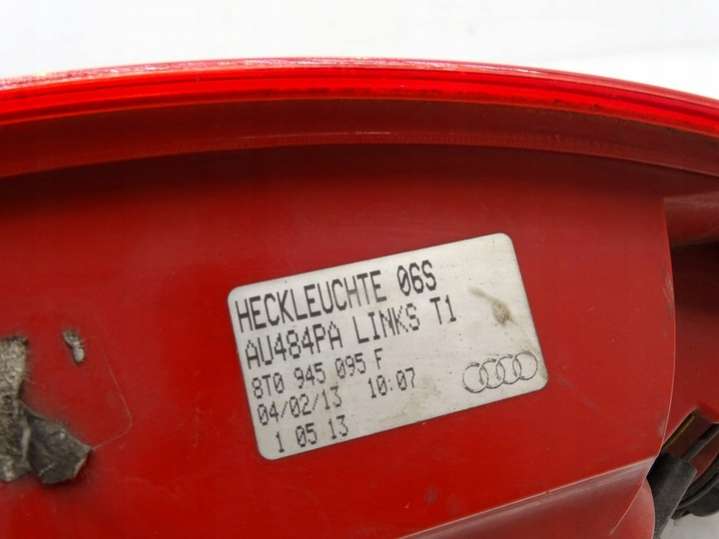 HECKLEUCHTE 06S
AU484PA LINKS T1
8T0 945 095 F
04/02/13 10:07
1 05 13